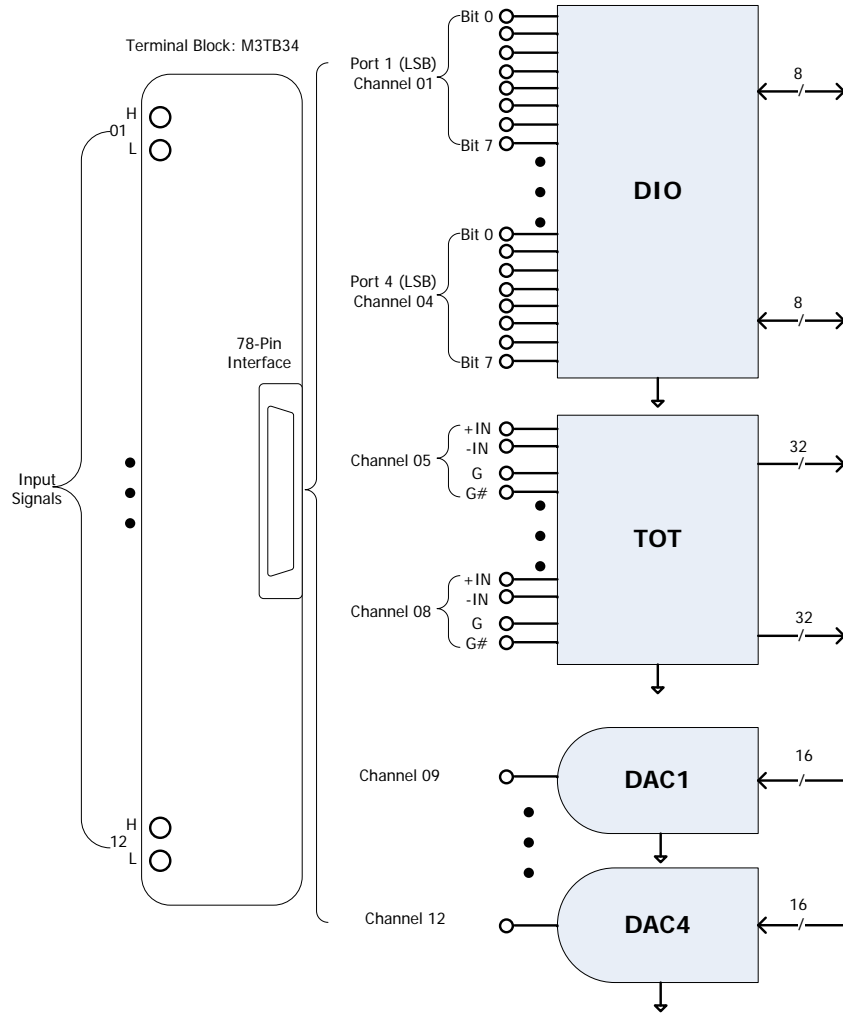 Terminal Block: M3TB34
H
01
L
Input
Signals
H
12
L
78-Pin
Interface
Port 1 (LSB)
Channel 01
Bit 0
Bit 7
Port 4 (LSB)
Channel 04
Bit 0
Bit 7
DIO
8
8
Channel 05
+IN
-IN
G
G#
Channel 08
+IN
-IN
G
G#
TOT
32
32
Channel 09
DAC1
16
Channel 12
DAC4
16